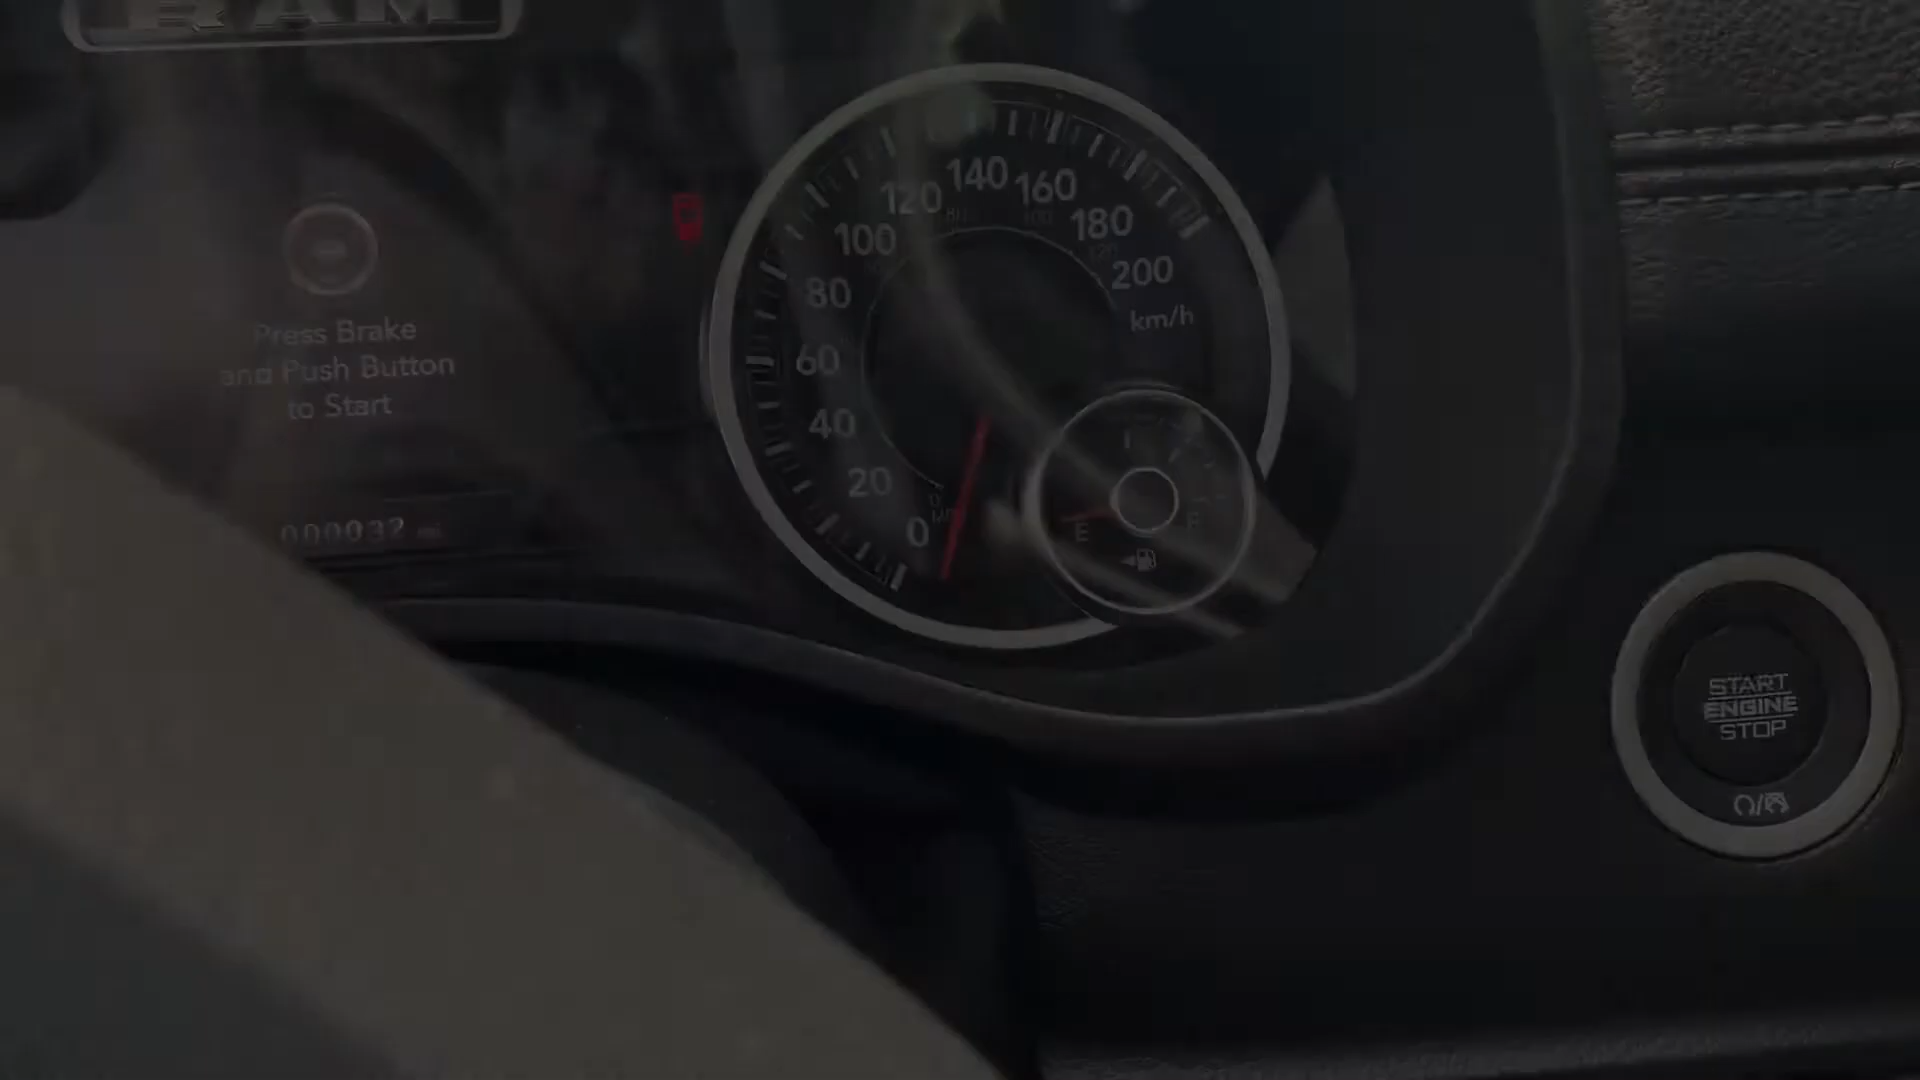 RAM
Press Brake
and Push Button
to Start
000032 mi
0
20
40
60
80
100
120
140
160
180
200
km/h
E
F
START
ENGINE
STOP